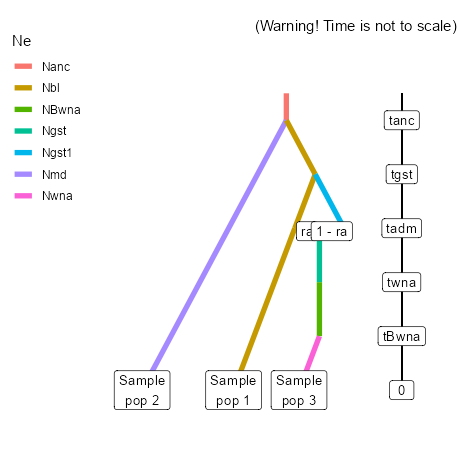 (Warning! Time is not to scale)
Ne
Nanc
Nbl
NBwna
Ngst
Ngst1
Nmd
Nwna
tanc
tgst
ra
1 - ra
tadm
twna
tBwna
0
Sample
pop 2
Sample
pop 1
Sample
pop 3